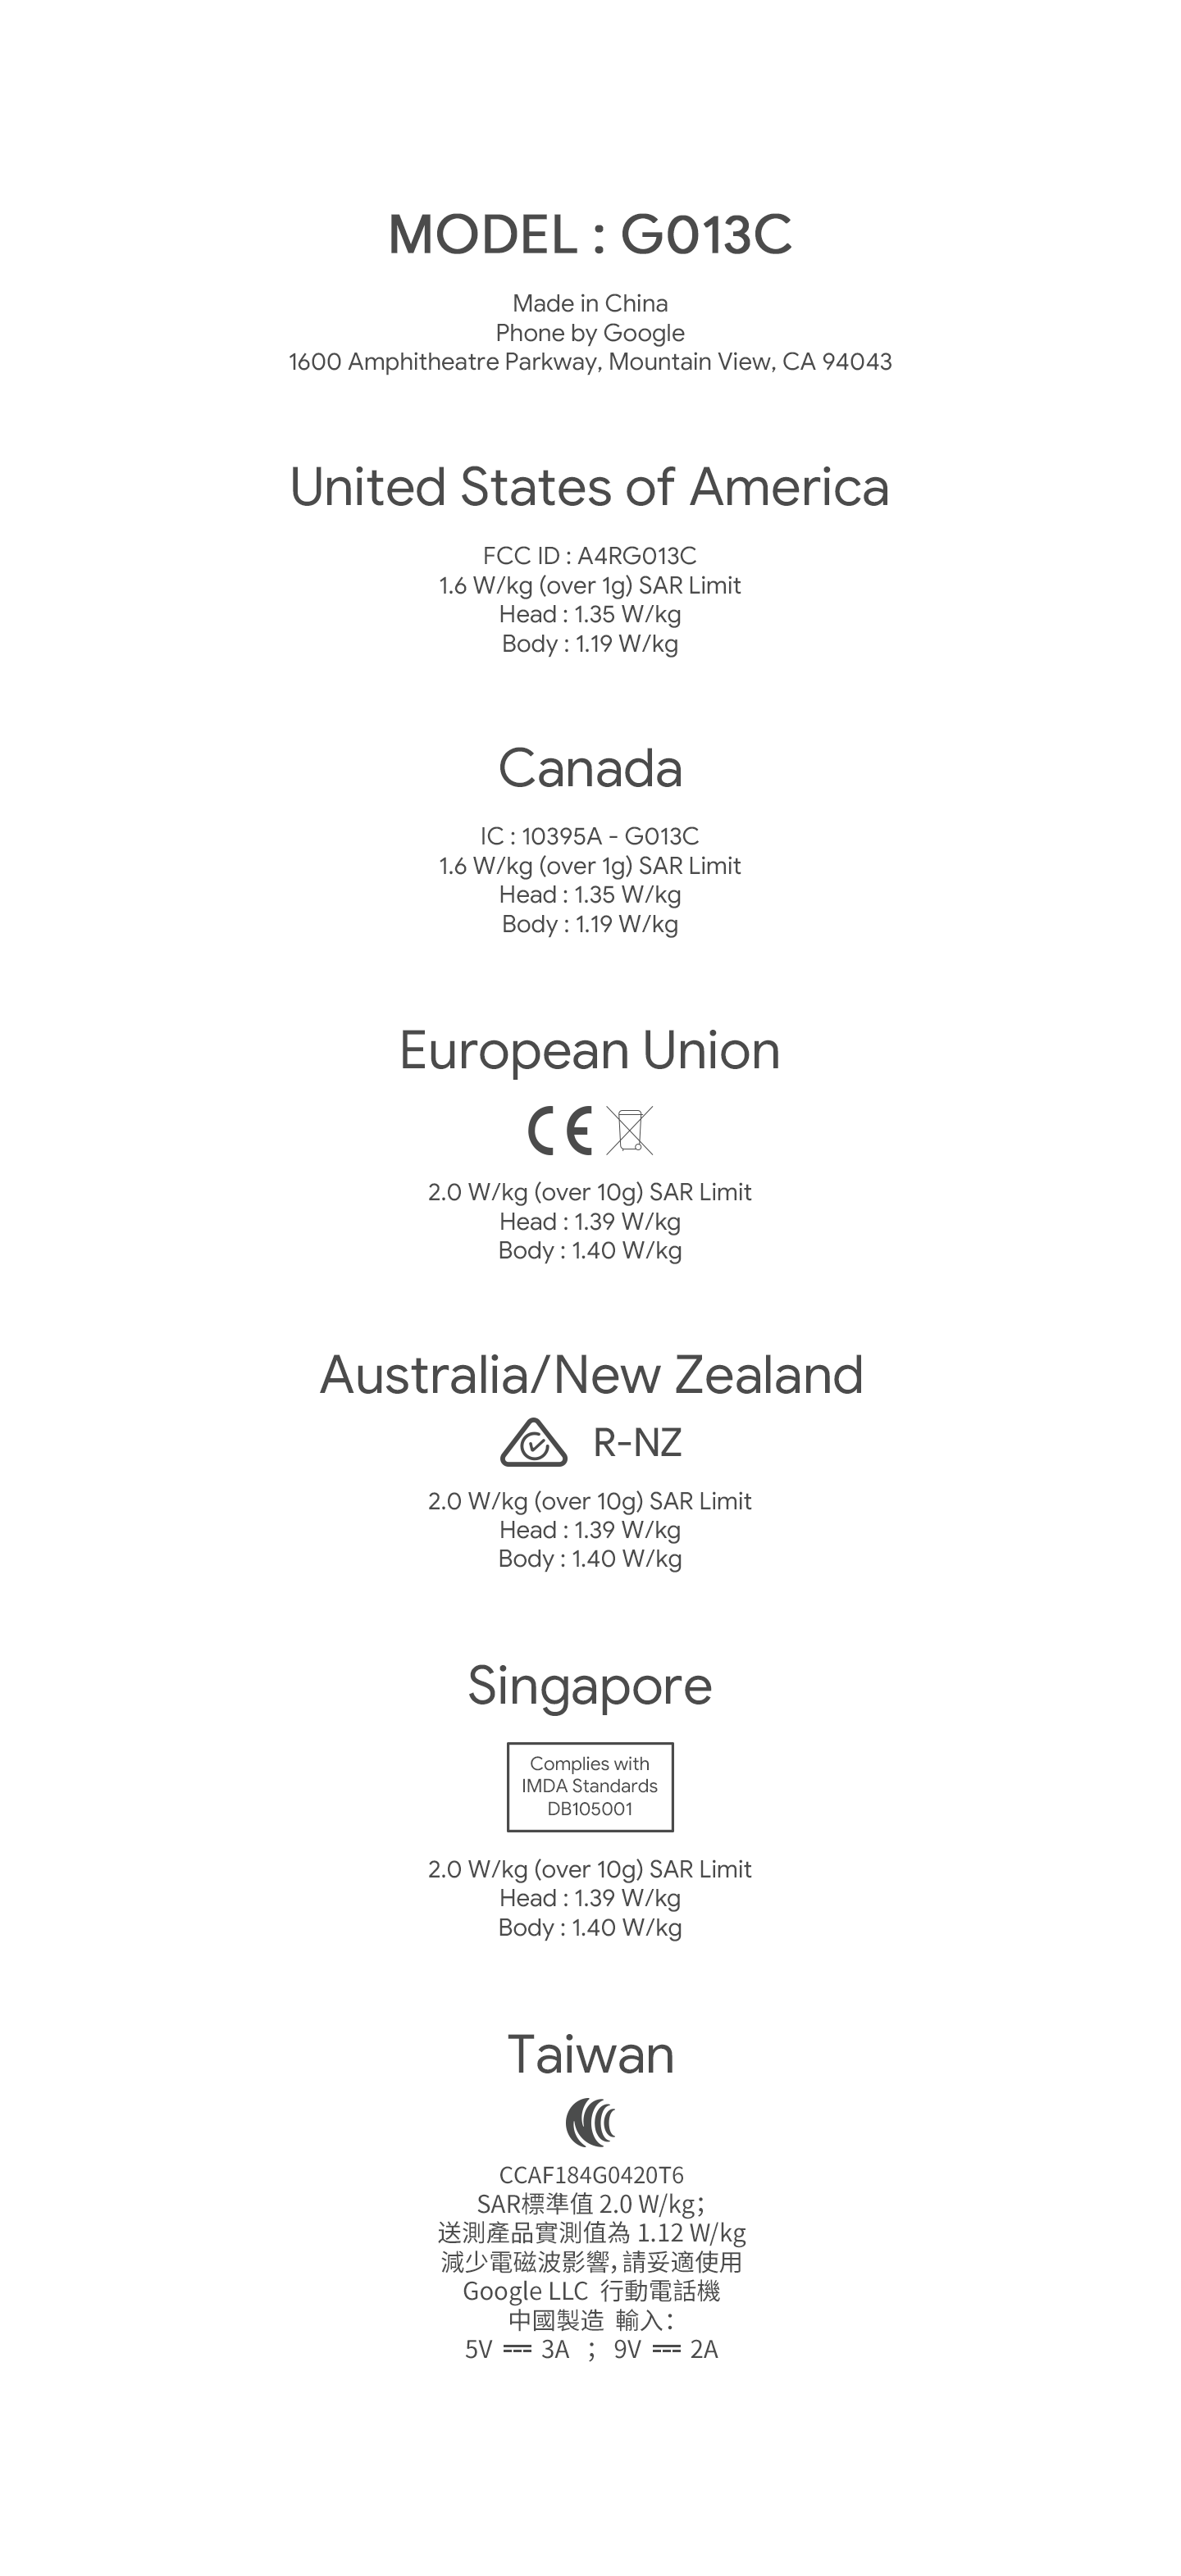 MODEL : G013C
Made in China
Phone by Google
1600 Amphitheatre Parkway, Mountain View, CA 94043
United States of America
FCC ID : A4RG013C
1.6 W/kg (over 1g) SAR Limit
Head : 1.35 W/kg
Body : 1.19 W/kg
Canada
IC : 10395A - G013C
1.6 W/kg (over 1g) SAR Limit
Head : 1.35 W/kg
Body : 1.19 W/kg
European Union
CE
2.0 W/kg (over 10g) SAR Limit
Head : 1.39 W/kg
Body : 1.40 W/kg
Australia/New Zealand
R-NZ
2.0 W/kg (over 10g) SAR Limit
Head : 1.39 W/kg
Body : 1.40 W/kg
Singapore
Complies with
IMDA Standards
DB105001
2.0 W/kg (over 10g) SAR Limit
Head : 1.39 W/kg
Body : 1.40 W/kg
Taiwan
CCAF184G0420T6
SAR標準值 2.0 W/kg；
送測產品實測值為 1.12 W/kg
減少電磁波影響，請妥適使用
Google LLC 行動電話機
中國製造 輸入：
5V ⎓ 3A ； 9V ⎓ 2A